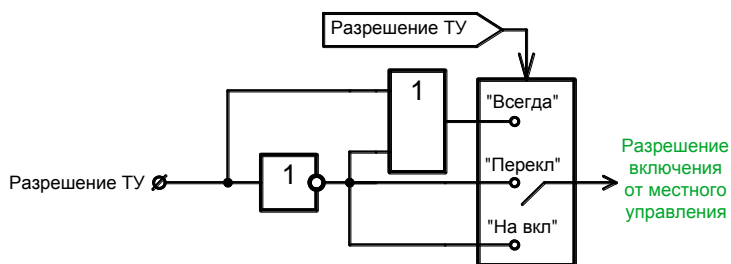 Разрешение ТУ
1
"Всегда"
Разрешение ТУ
1
"Перекл"
"На вкл"
Разрешение
включения
от местного
управления